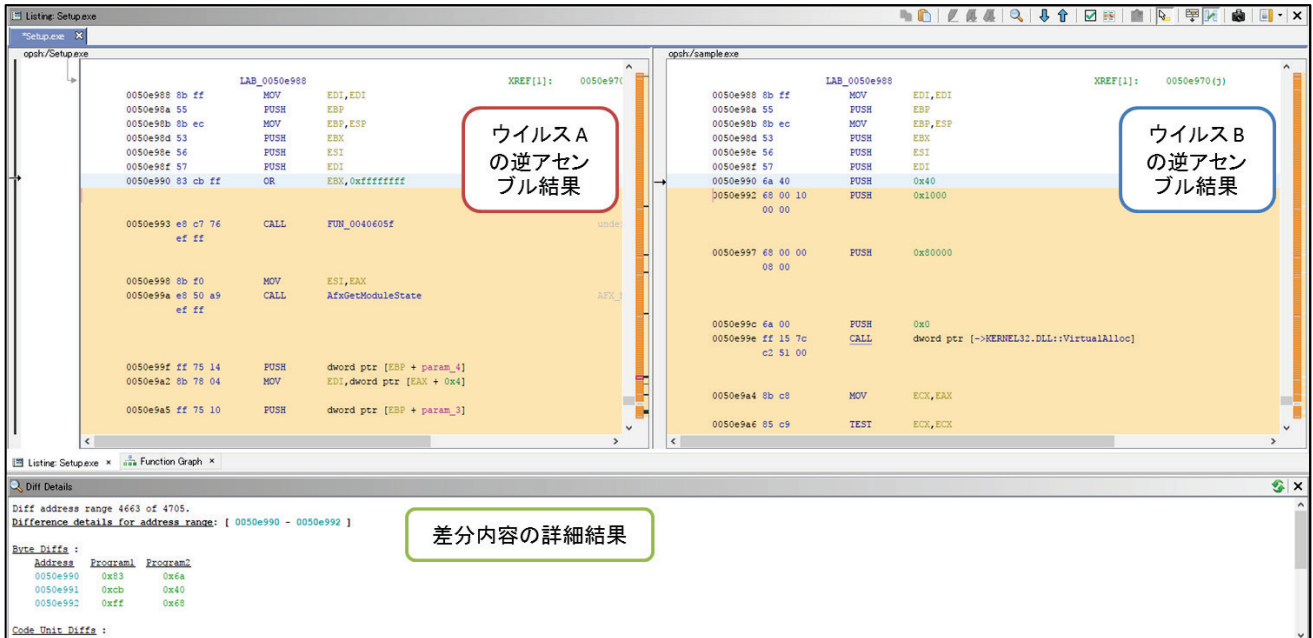 Listing: Setup.exe
*Setup.exe
opsh:/Setup.exe
LAB_0050e988 XREF[1]: 0050e970
0050e988 8b ff MOV EDI,EDI
0050e98a 55 PUSH EBP
0050e98b 8b ec MOV EBP,ESP
0050e98d 53 PUSH EBX
0050e98e 56 PUSH ESI
0050e98f 57 PUSH EDI
0050e990 83 cb ff OR EBX,0xffffffff
0050e993 e8 c7 76 CALL FUN_0040605f unde
ef ff
0050e998 8b f0 MOV ESI,EAX
0050e99a e8 50 a9 CALL AfxGetModuleState
ef ff
0050e99f ff 75 14 PUSH dword ptr [EBP + param_4]
0050e9a2 8b 78 04 MOV EDI,dword ptr [EAX + 0x4]
0050e9a5 ff 75 10 PUSH dword ptr [EBP + param_3]
ウイルスA
の逆アセン
ブル結果
opsh:/sample.exe
LAB_0050e988 XREF[1]: 0050e970(j)
0050e988 8b ff MOV EDI,EDI
0050e98a 55 PUSH EBP
0050e98b 8b ec MOV EBP,ESP
0050e98d 53 PUSH EBX
0050e98e 56 PUSH ESI
0050e98f 57 PUSH EDI
0050e990 6a 40 PUSH 0x40
0050e992 68 00 10 PUSH 0x1000
00 00
0050e997 68 00 00 PUSH 0x80000
08 00
0050e99c 6a 00 PUSH 0x0
0050e99e ff 15 7c CALL dword ptr [->KERNEL32.DLL::VirtualAlloc]
c2 51 00
0050e9a4 8b c8 MOV ECX,EAX
0050e9a6 85 c9 TEST ECX,ECX
ウイルスB
の逆アセン
ブル結果
Listing: Setup.exe × Function Graph ×
Diff Details
Diff address range 4663 of 4705.
Difference details for address range: [ 0050e990 - 0050e992 ]
差分内容の詳細結果
Byte Diffs :
Address Program1 Program2
0050e990 0x83 0x6a
0050e991 0xcb 0x40
0050e992 0xff 0x68
Code Unit Diffs :